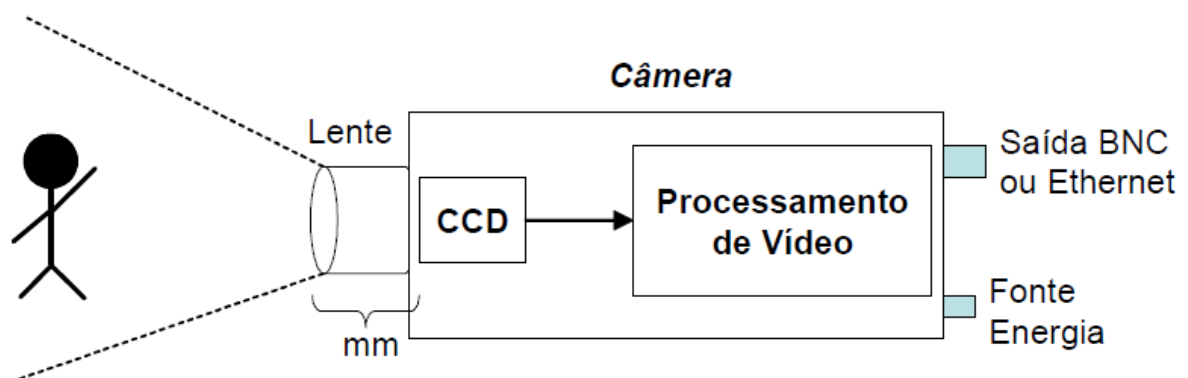 Câmera
Lente
CCD
Processamento
de Vídeo
Saída BNC
ou Ethernet
mm
Fonte
Energia